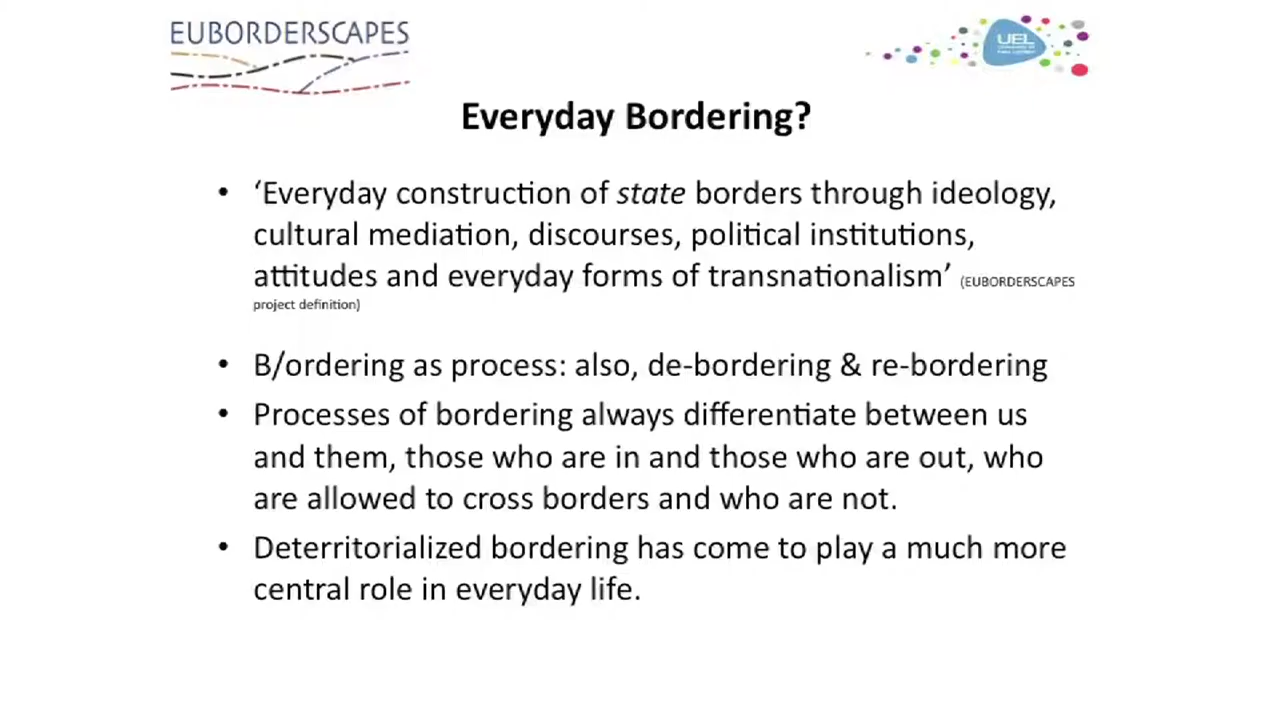 EUBORDERSCAPES
UEL
Everyday Bordering?
• ‘Everyday construction of state borders through ideology,
cultural mediation, discourses, political institutions,
attitudes and everyday forms of transnationalism’ (EUBORDERSCAPES
project definition)
• B/ordering as process: also, de-bordering & re-bordering
• Processes of bordering always differentiate between us
and them, those who are in and those who are out, who
are allowed to cross borders and who are not.
• Deterritorialized bordering has come to play a much more
central role in everyday life.